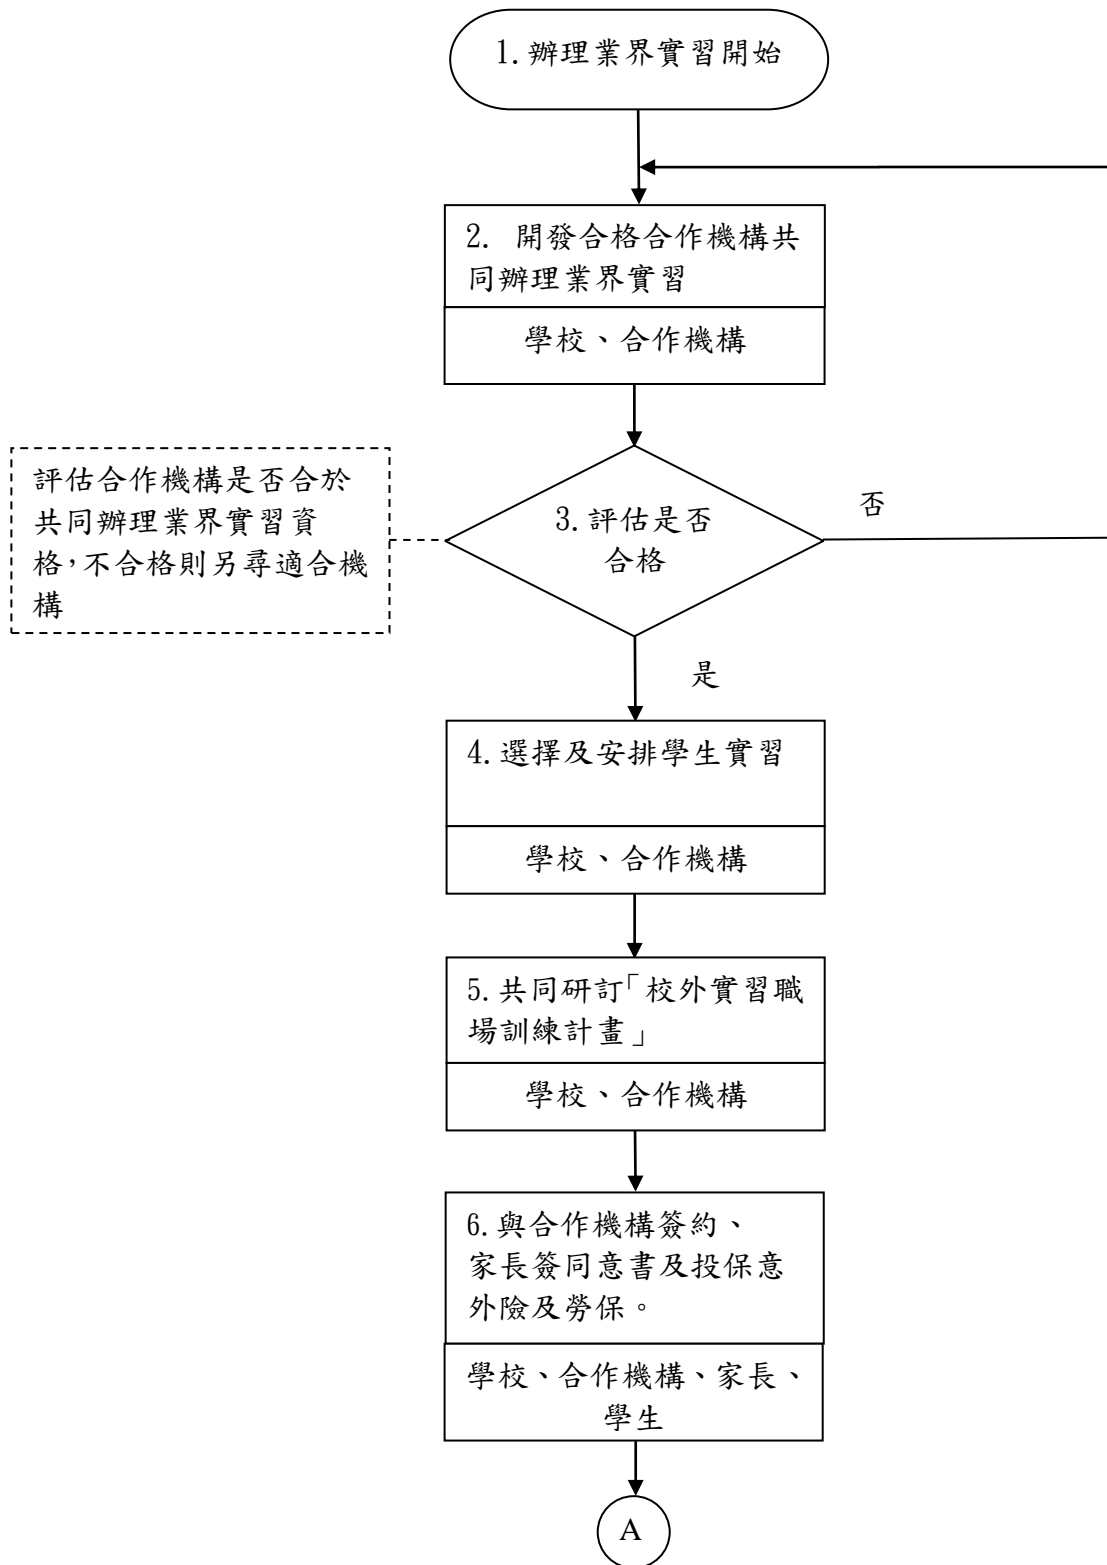 1.辦理業界實習開始
2. 開發合格合作機構共
同辦理業界實習
學校、合作機構
評估合作機構是否合於
共同辦理業界實習資
格,不合格則另尋適合機
構
3.評估是否
合格
否
是
4.選擇及安排學生實習
學校、合作機構
5.共同研訂「校外實習職
場訓練計畫」
學校、合作機構
6.與合作機構簽約、
家長簽同意書及投保意
外險及勞保。
學校、合作機構、家長、
學生
A